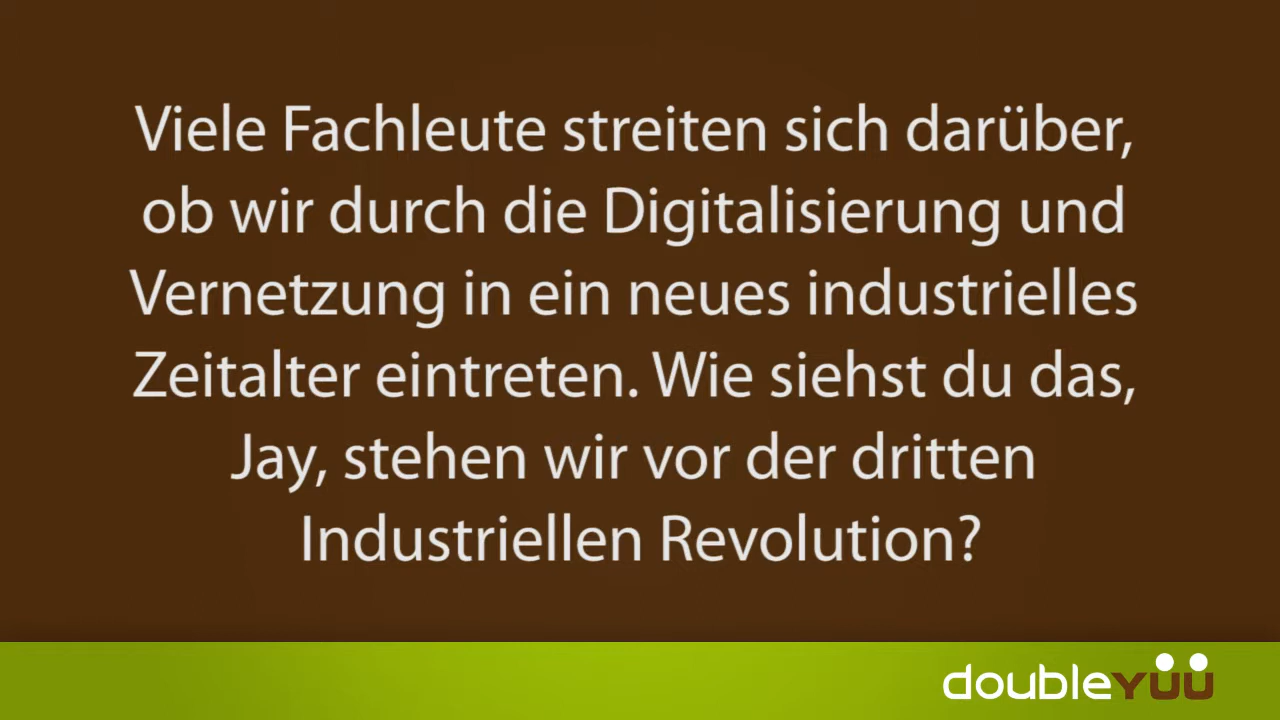 Viele Fachleute streiten sich darüber,
ob wir durch die Digitalisierung und
Vernetzung in ein neues industrielles
Zeitalter eintreten. Wie siehst du das,
Jay, stehen wir vor der dritten
Industriellen Revolution?
doubleyüü